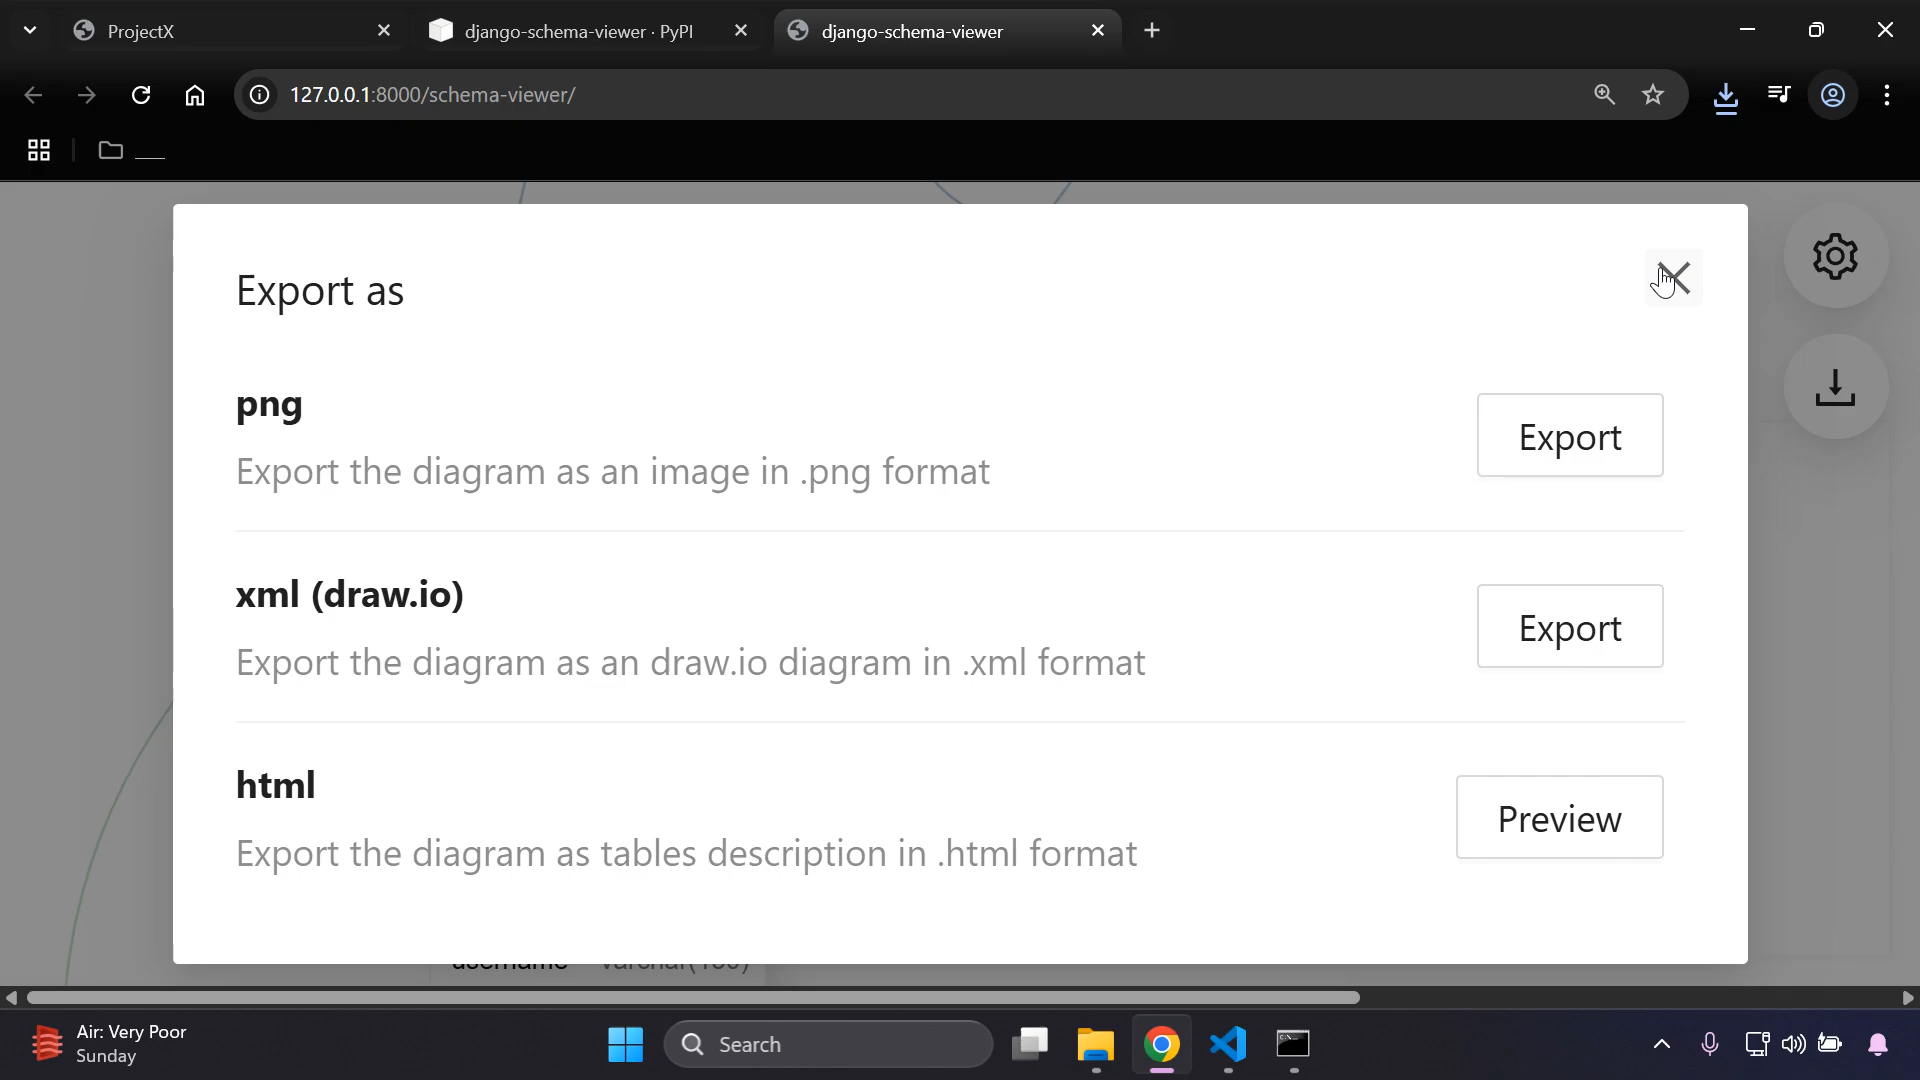 ProjectX
django-schema-viewer · PyPI
django-schema-viewer
127.0.0.1:8000/schema-viewer/
Export as
png
Export the diagram as an image in .png format
Export
xml (draw.io)
Export the diagram as an draw.io diagram in .xml format
Export
html
Export the diagram as tables description in .html format
Preview
Air: Very Poor
Sunday
Search